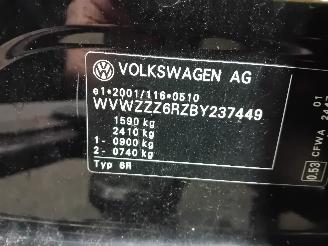 VOLKSWAGEN AG
e1*2001/116*0510
WVWZZZ6RZBY237449
1590 kg
2410 kg
1- 0900 kg
2- 0740 kg
Typ 6R
0.53
CFWA
01